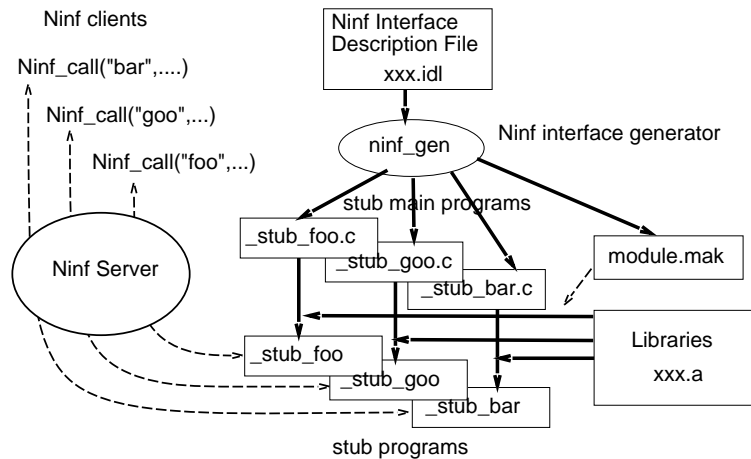 Ninf clients
Ninf_call("bar",....)
Ninf_call("goo",...)
Ninf_call("foo",...)
Ninf Server
Ninf Interface
Description File
xxx.idl
ninf_gen
Ninf interface generator
stub main programs
_stub_foo.c
_stub_goo.c
_stub_bar.c
module.mak
Libraries
xxx.a
_stub_foo
_stub_goo
_stub_bar
stub programs